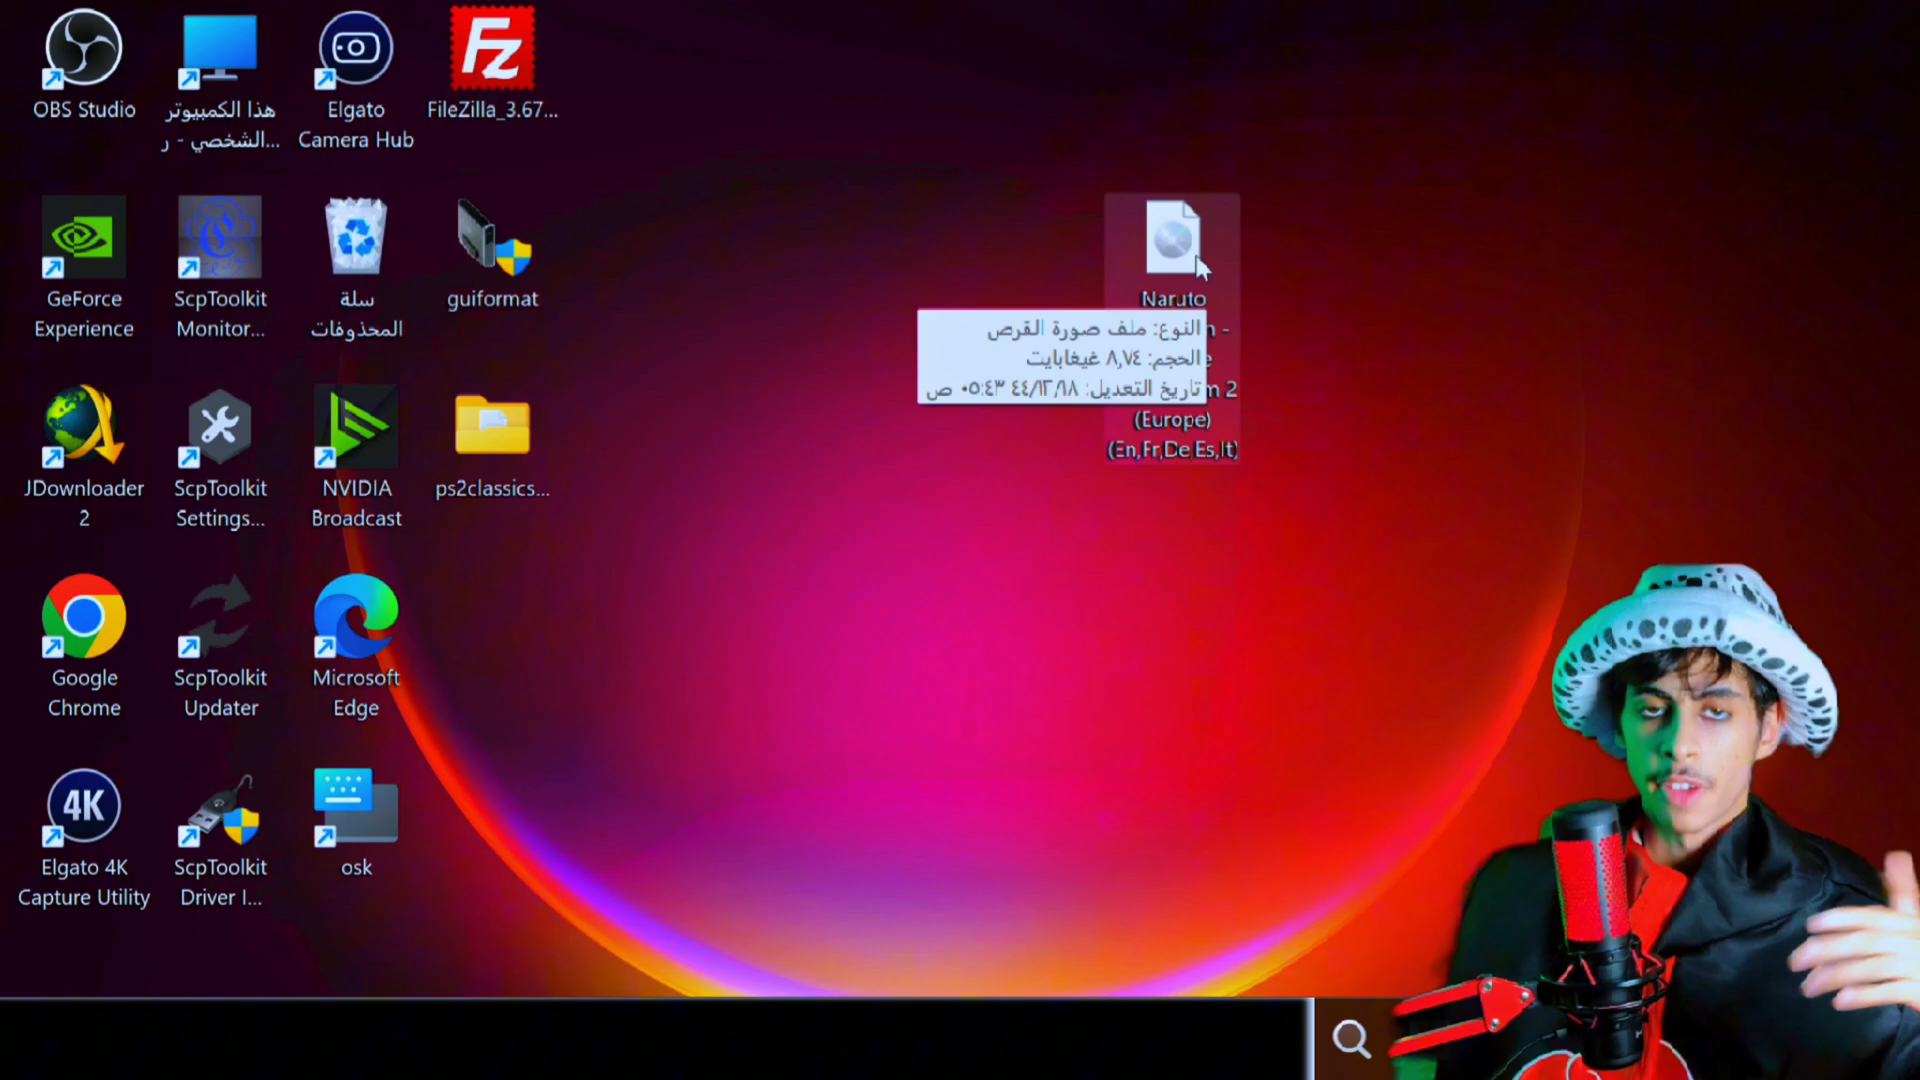 OBS Studio
هذا الكمبيوتر
الشخصي - ر...
Elgato
Camera Hub
Fz
FileZilla_3.67...
GeForce
Experience
ScpToolkit
Monitor...
سلة
المحذوفات
guiformat
Naruto
النوع: ملف صورة القرص
الحجم: ٨,٧٤ غيغابايت
تاريخ التعديل: ٤٤/١٢/١٨ ٠٥:٤٣ ص
n -
m 2
(Europe)
(En,Fr,De,Es,It)
JDownloader
2
ScpToolkit
Settings...
NVIDIA
Broadcast
ps2classics...
Google
Chrome
ScpToolkit
Updater
Microsoft
Edge
4K
Elgato 4K
Capture Utility
ScpToolkit
Driver I...
osk